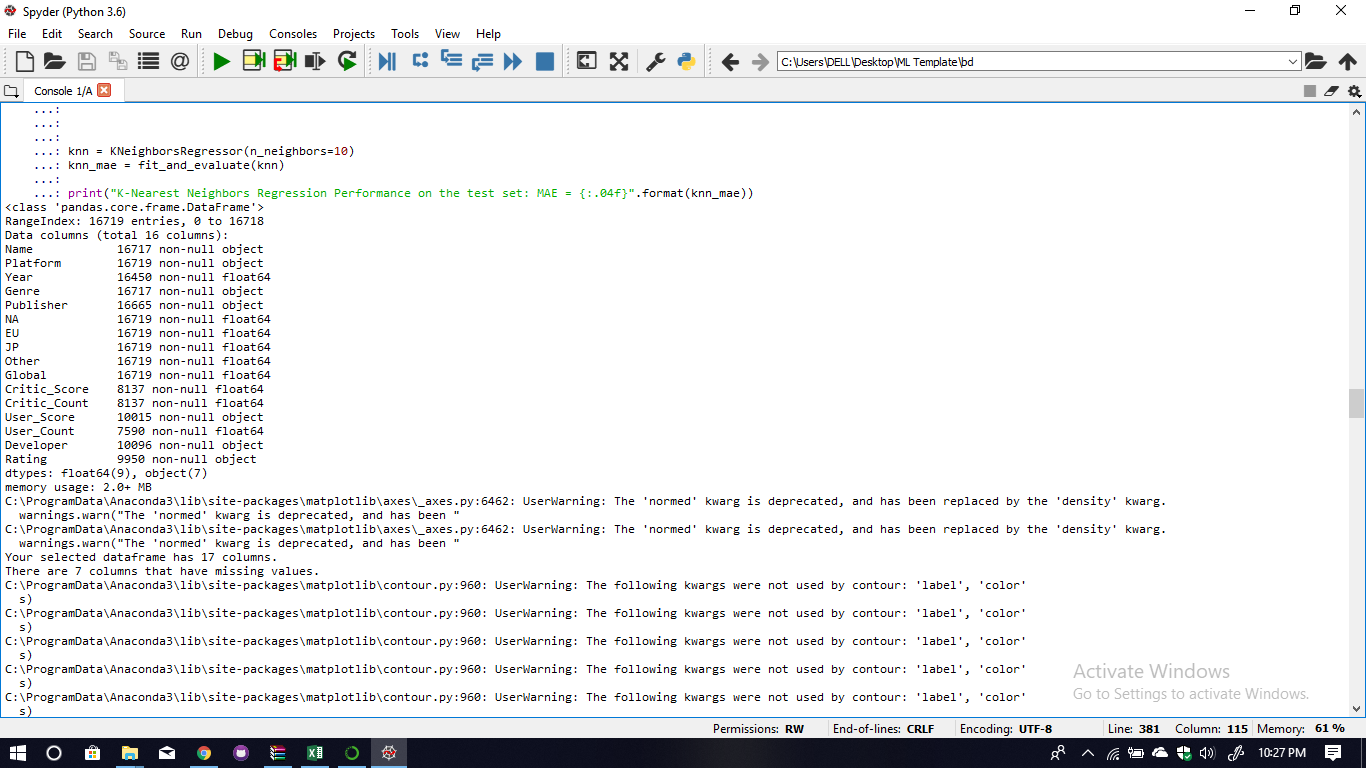 Spyder (Python 3.6)
File Edit Search Source Run Debug Consoles Projects Tools View Help
C:\Users\DELL\Desktop\ML Template\bd
Console 1/A
...:
...:
...:
...: knn = KNeighborsRegressor(n_neighbors=10)
...: knn_mae = fit_and_evaluate(knn)
...:
...: print("K-Nearest Neighbors Regression Performance on the test set: MAE = {:.04f}".format(knn_mae))
<class 'pandas.core.frame.DataFrame'>
RangeIndex: 16719 entries, 0 to 16718
Data columns (total 16 columns):
Name 16717 non-null object
Platform 16719 non-null object
Year 16450 non-null float64
Genre 16717 non-null object
Publisher 16665 non-null object
NA 16719 non-null float64
EU 16719 non-null float64
JP 16719 non-null float64
Other 16719 non-null float64
Global 16719 non-null float64
Critic_Score 8137 non-null float64
Critic_Count 8137 non-null float64
User_Score 10015 non-null object
User_Count 7590 non-null float64
Developer 10096 non-null object
Rating 9950 non-null object
dtypes: float64(9), object(7)
memory usage: 2.0+ MB
C:\ProgramData\Anaconda3\lib\site-packages\matplotlib\axes\_axes.py:6462: UserWarning: The 'normed' kwarg is deprecated, and has been replaced by the 'density' kwarg.
warnings.warn("The 'normed' kwarg is deprecated, and has been "
C:\ProgramData\Anaconda3\lib\site-packages\matplotlib\axes\_axes.py:6462: UserWarning: The 'normed' kwarg is deprecated, and has been replaced by the 'density' kwarg.
warnings.warn("The 'normed' kwarg is deprecated, and has been "
Your selected dataframe has 17 columns.
There are 7 columns that have missing values.
C:\ProgramData\Anaconda3\lib\site-packages\matplotlib\contour.py:960: UserWarning: The following kwargs were not used by contour: 'label', 'color'
s)
C:\ProgramData\Anaconda3\lib\site-packages\matplotlib\contour.py:960: UserWarning: The following kwargs were not used by contour: 'label', 'color'
s)
C:\ProgramData\Anaconda3\lib\site-packages\matplotlib\contour.py:960: UserWarning: The following kwargs were not used by contour: 'label', 'color'
s)
C:\ProgramData\Anaconda3\lib\site-packages\matplotlib\contour.py:960: UserWarning: The following kwargs were not used by contour: 'label', 'color'
s)
C:\ProgramData\Anaconda3\lib\site-packages\matplotlib\contour.py:960: UserWarning: The following kwargs were not used by contour: 'label', 'color'
s)
Activate Windows
Go to Settings to activate Windows.
Permissions: RW End-of-lines: CRLF Encoding: UTF-8 Line: 381 Column: 115 Memory: 61 %
10:27 PM